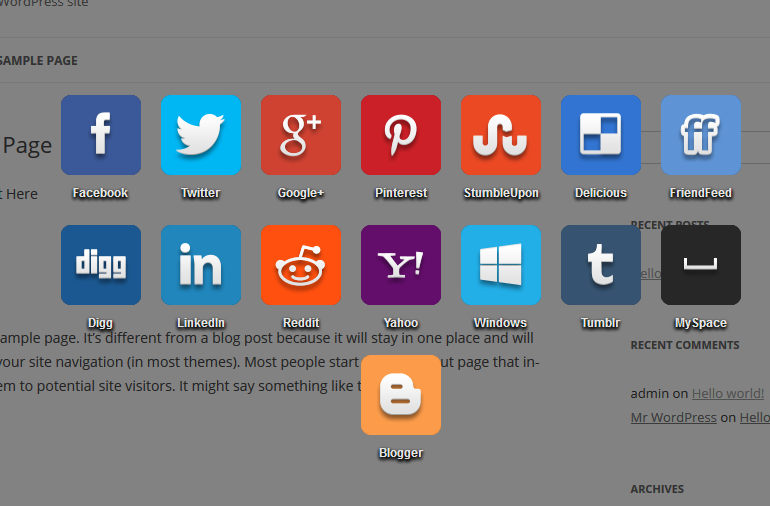 WordPress site
SAMPLE PAGE
Page
t Here
f
g+
ff
Facebook Twitter Google+ Pinterest StumbleUpon Delicious FriendFeed
RECENT POSTS
digg in Y! t
Digg LinkedIn Reddit Yahoo Windows Tumblr MySpace
ample page. It’s different from a blog post because it will stay in one place and will
RECENT COMMENTS
your site navigation (in most themes). Most people start ut page that in-
em to potential site visitors. It might say something like t
admin on Hello world!
Mr WordPress on Hello
Blogger
ARCHIVES